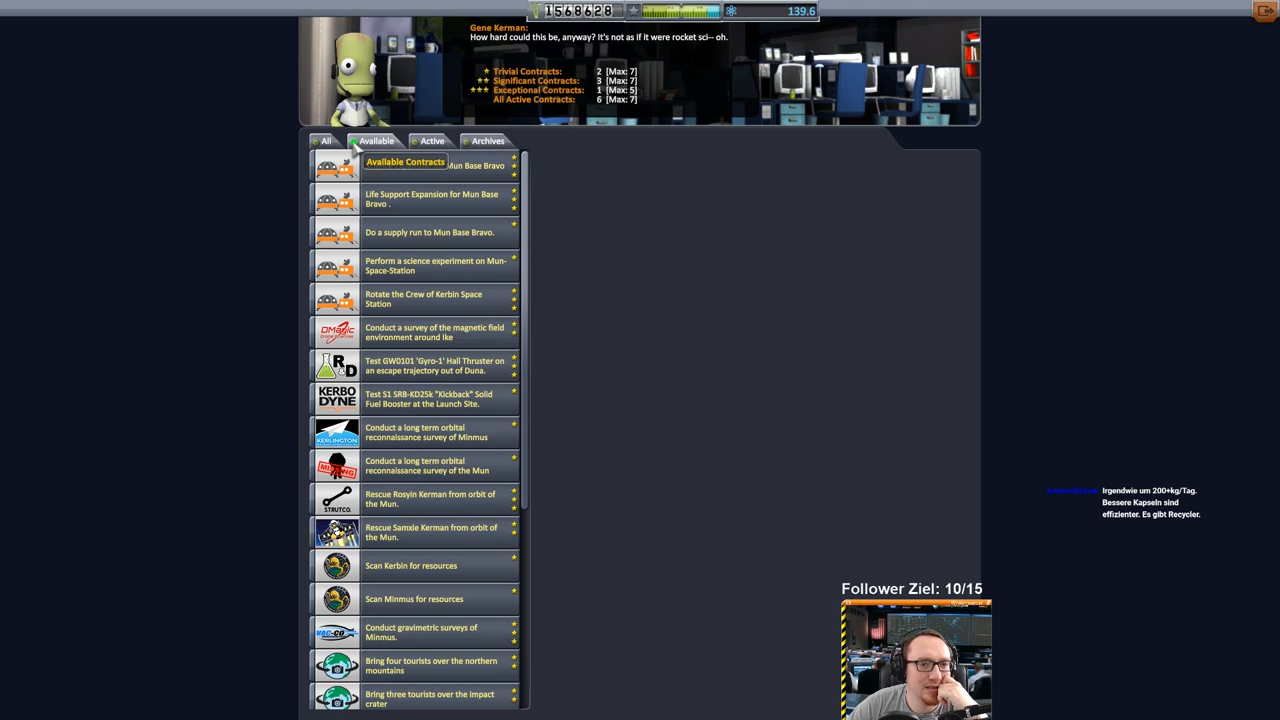 1568628
139.6
Gene Kerman:
How hard could this be, anyway? It's not as if it were rocket sci-- oh.
Trivial Contracts: 2 [Max: 7]
Significant Contracts: 3 [Max: 7]
Exceptional Contracts: 1 [Max: 5]
All Active Contracts: 6 [Max: 7]
All
Available
Active
Archives
Available Contracts
Mun Base Bravo
Life Support Expansion for Mun Base
Bravo .
Do a supply run to Mun Base Bravo.
Perform a science experiment on Mun-
Space-Station
Rotate the Crew of Kerbin Space
Station
DMagic
Conduct a survey of the magnetic field
environment around Ike
R&D
Test GW0101 'Gyro-1' Hall Thruster on
an escape trajectory out of Duna.
KERBO
DYNE
Test S1 SRB-KD25k "Kickback" Solid
Fuel Booster at the Launch Site.
KERLINGTON
Conduct a long term orbital
reconnaissance survey of Minmus
MISSING
Conduct a long term orbital
reconnaissance survey of the Mun
STRUTCO.
Rescue Rosyin Kerman from orbit of
the Mun.
Rescue Samxie Kerman from orbit of
the Mun.
Scan Kerbin for resources
Scan Minmus for resources
VAC-CO
Conduct gravimetric surveys of
Minmus.
Bring four tourists over the northern
mountains
Bring three tourists over the impact
crater
Irgendwie um 200+kg/Tag.
Bessere Kapseln sind
effizienter. Es gibt Recycler.
Follower Ziel: 10/15